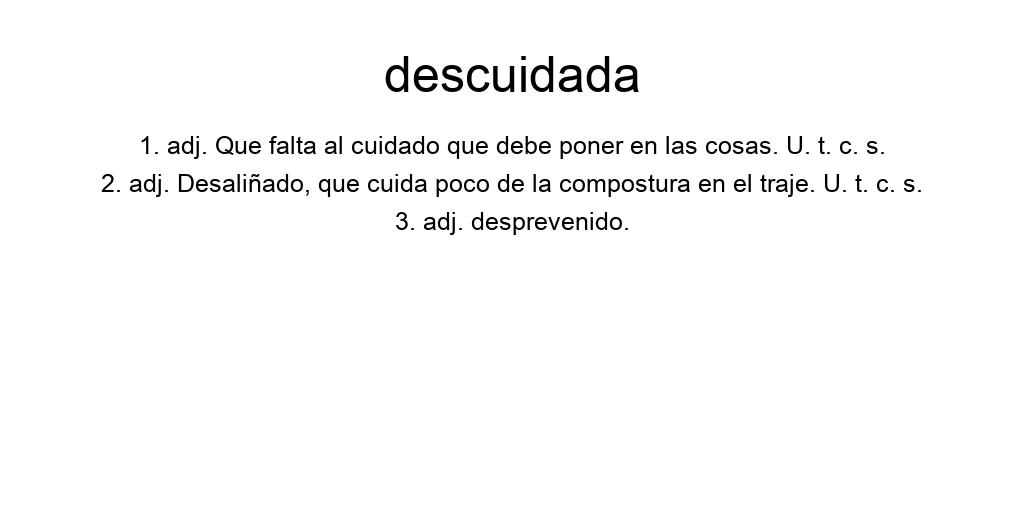 descuidada
1. adj. Que falta al cuidado que debe poner en las cosas. U. t. c. s.
2. adj. Desaliñado, que cuida poco de la compostura en el traje. U. t. c. s.
3. adj. desprevenido.